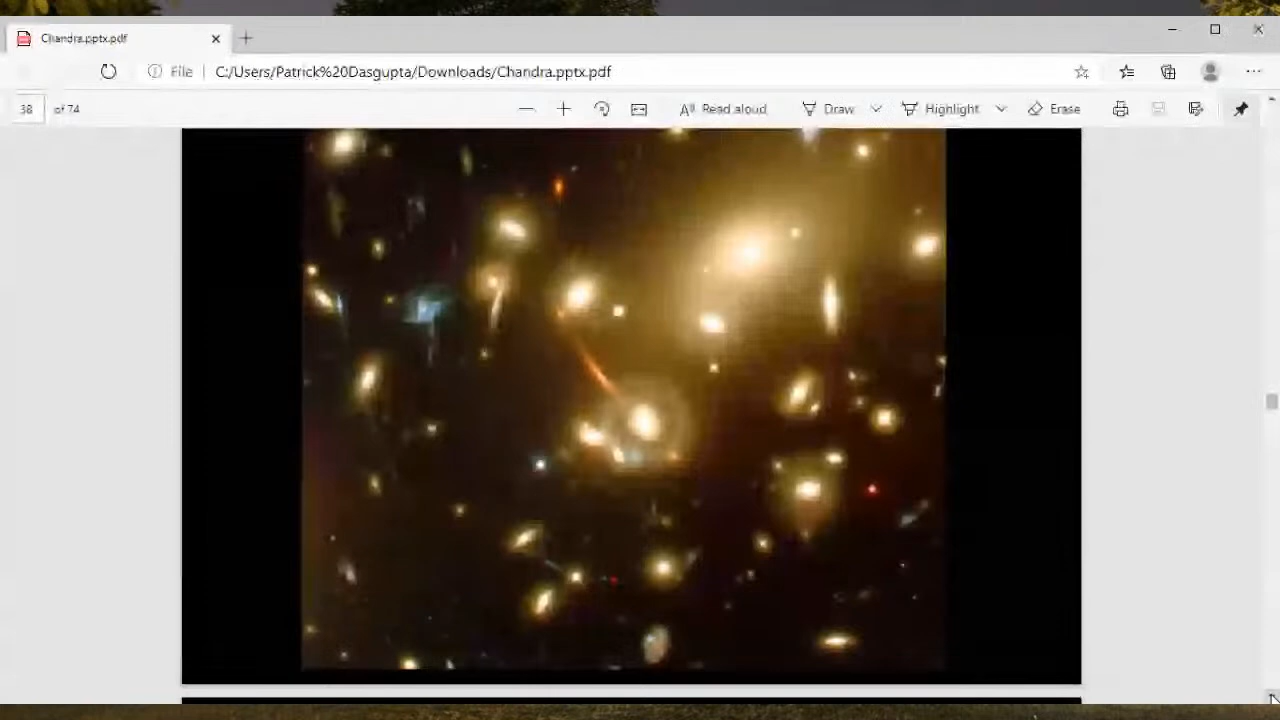 Chandra.pptx.pdf
File
C:/Users/Patrick%20Dasgupta/Downloads/Chandra.pptx.pdf
38 of 74
Read aloud
Draw
Highlight
Erase